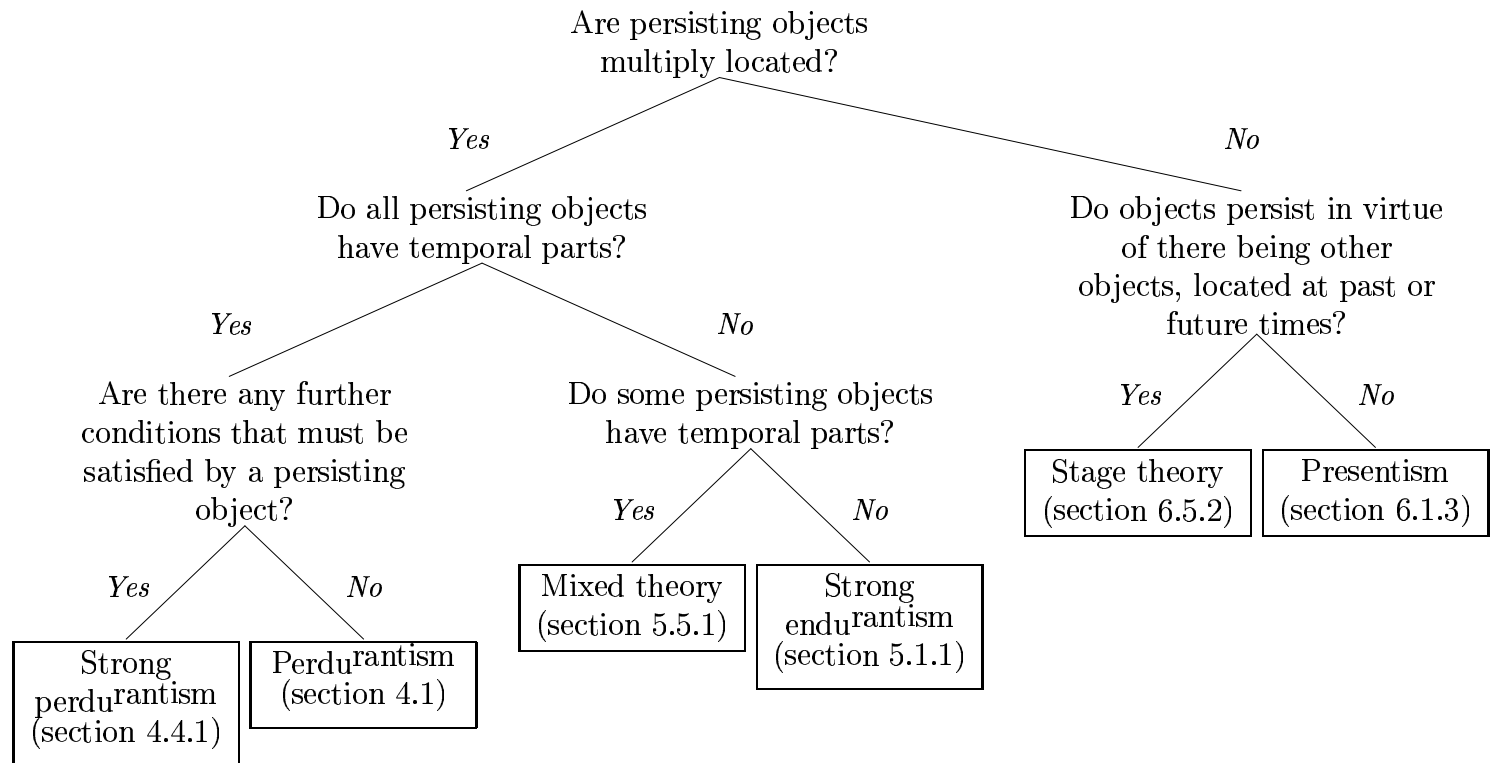 Are persisting objects
multiply located?
Yes
No
Do all persisting objects
have temporal parts?
Do objects persist in virtue
of there being other
objects, located at past or
future times?
Yes
No
Are there any further
conditions that must be
satisfied by a persisting
object?
Do some persisting objects
have temporal parts?
Yes
No
Stage theory
(section 6.5.2)
Presentism
(section 6.1.3)
Yes
No
Mixed theory
(section 5.5.1)
Strong
endurantism
(section 5.1.1)
Yes
No
Strong
perdurantism
(section 4.4.1)
Perdurantism
(section 4.1)